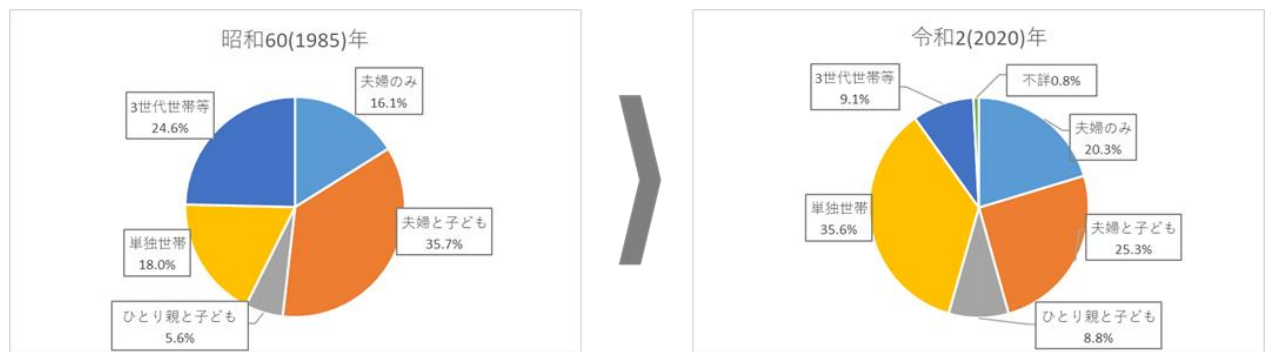 昭和60(1985)年
夫婦のみ
16.1%
3世代世帯等
24.6%
夫婦と子ども
35.7%
単独世帯
18.0%
ひとり親と子ども
5.6%
令和2(2020)年
3世代世帯等
9.1%
不詳0.8%
夫婦のみ
20.3%
単独世帯
35.6%
夫婦と子ども
25.3%
ひとり親と子ども
8.8%